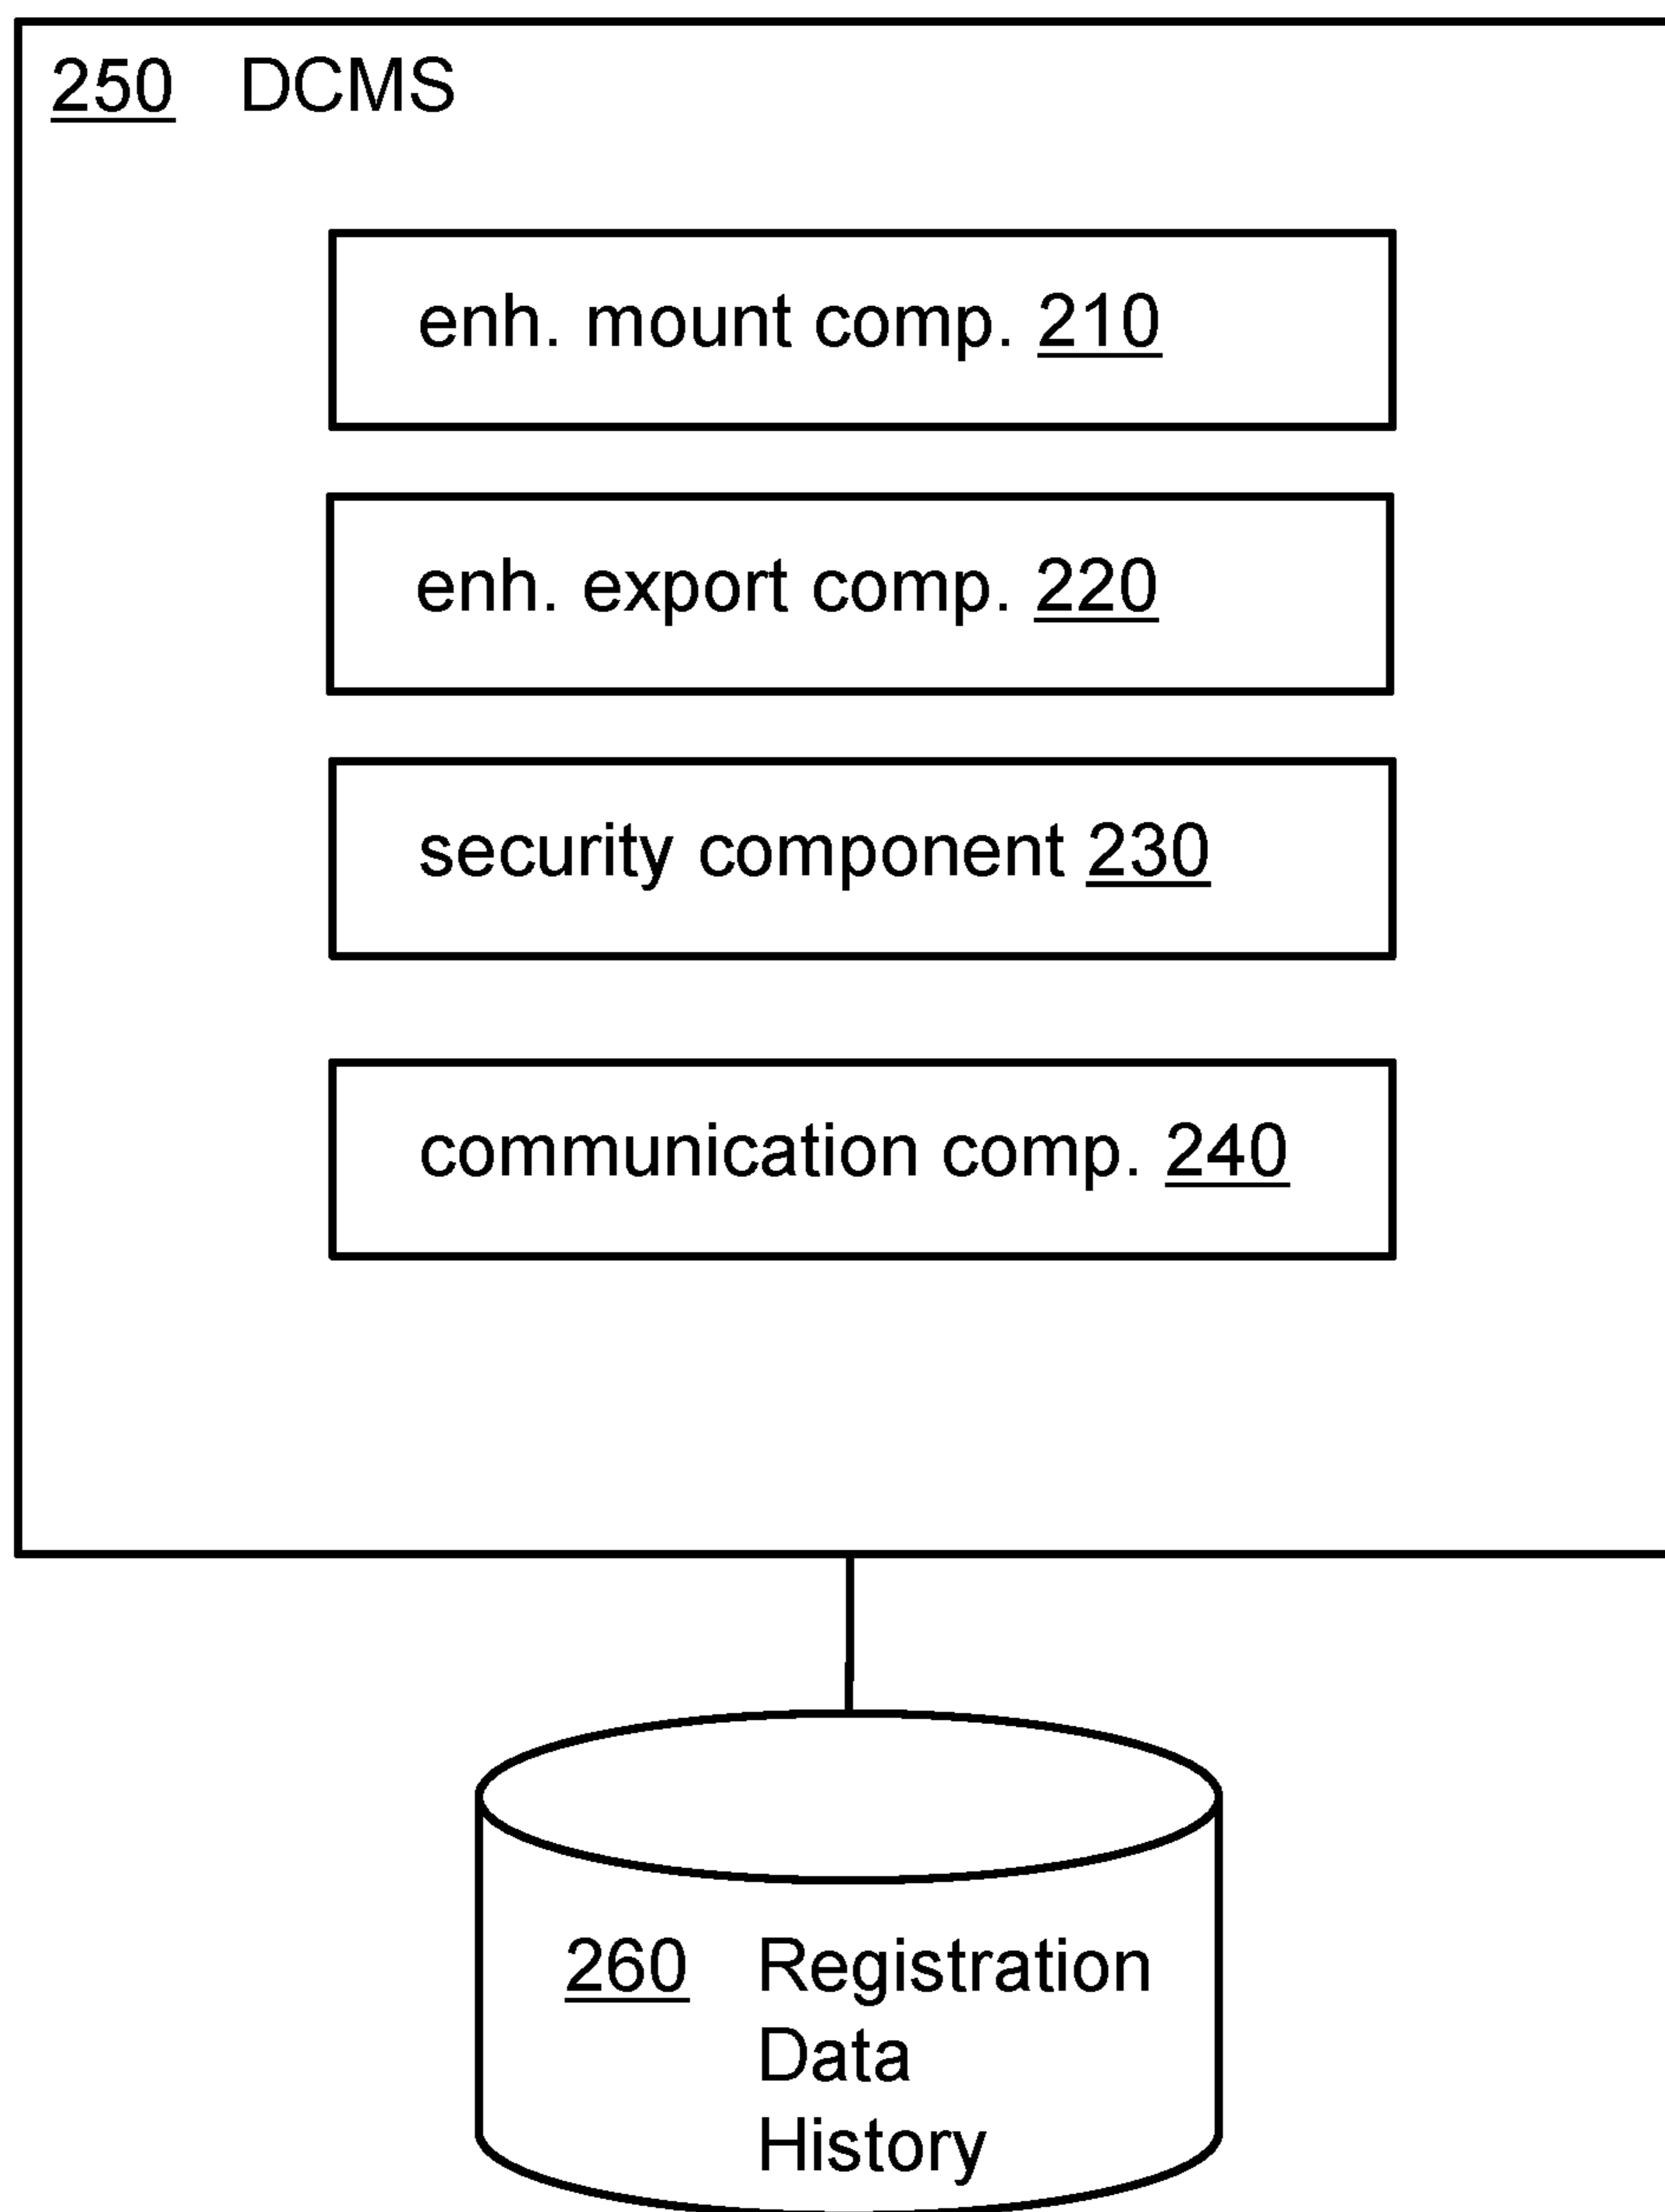 250 DCMS
enh. mount comp. 210
enh. export comp. 220
security component 230
communication comp. 240
260 Registration
Data
History